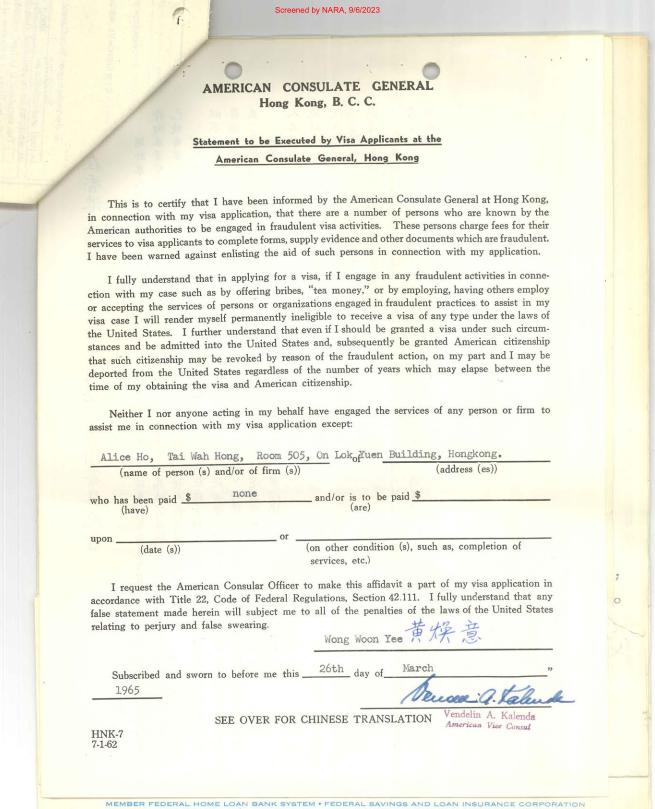 Screened by NARA, 9/6/2023
AMERICAN CONSULATE GENERAL
Hong Kong, B. C. C.
Statement to be Executed by Visa Applicants at the
American Consulate General, Hong Kong
This is to certify that I have been informed by the American Consulate General at Hong Kong,
in connection with my visa application, that there are a number of persons who are known by the
American authorities to be engaged in fraudulent visa activities. These persons charge fees for their
services to visa applicants to complete forms, supply evidence and other documents which are fraudulent.
I have been warned against enlisting the aid of such persons in connection with my application.
I fully understand that in applying for a visa, if I engage in any fraudulent activities in conne-
ction with my case such as by offering bribes, "tea money," or by employing, having others employ
or accepting the services of persons or organizations engaged in fraudulent practices to assist in my
visa case I will render myself permanently ineligible to receive a visa of any type under the laws of
the United States. I further understand that even if I should be granted a visa under such circum-
stances and be admitted into the United States and, subsequently be granted American citizenship
that such citizenship may be revoked by reason of the fraudulent action, on my part and I may be
deported from the United States regardless of the number of years which may elapse between the
time of my obtaining the visa and American citizenship.
Neither I nor anyone acting in my behalf have engaged the services of any person or firm to
assist me in connection with my visa application except:
Alice Ho, Tai Wah Hong, Room 505, On Lok of Yuen Building, Hongkong.
(name of person (s) and/or of firm (s)) (address (es))
who has been paid $ none and/or is to be paid $
(have) (are)
upon or
(date (s)) (on other condition (s), such as, completion of
services, etc.)
I request the American Consular Officer to make this affidavit a part of my visa application in
accordance with Title 22, Code of Federal Regulations, Section 42.111. I fully understand that any
false statement made herein will subject me to all of the penalties of the laws of the United States
relating to perjury and false swearing.
Wong Woon Yee 黃煥意
Subscribed and sworn to before me this 26th day of March "
1965
Vendelin A. Kalenda
SEE OVER FOR CHINESE TRANSLATION Vendelin A. Kalenda
American Vice Consul
HNK-7
7-1-62
MEMBER FEDERAL HOME LOAN BANK SYSTEM • FEDERAL SAVINGS AND LOAN INSURANCE CORPORATION